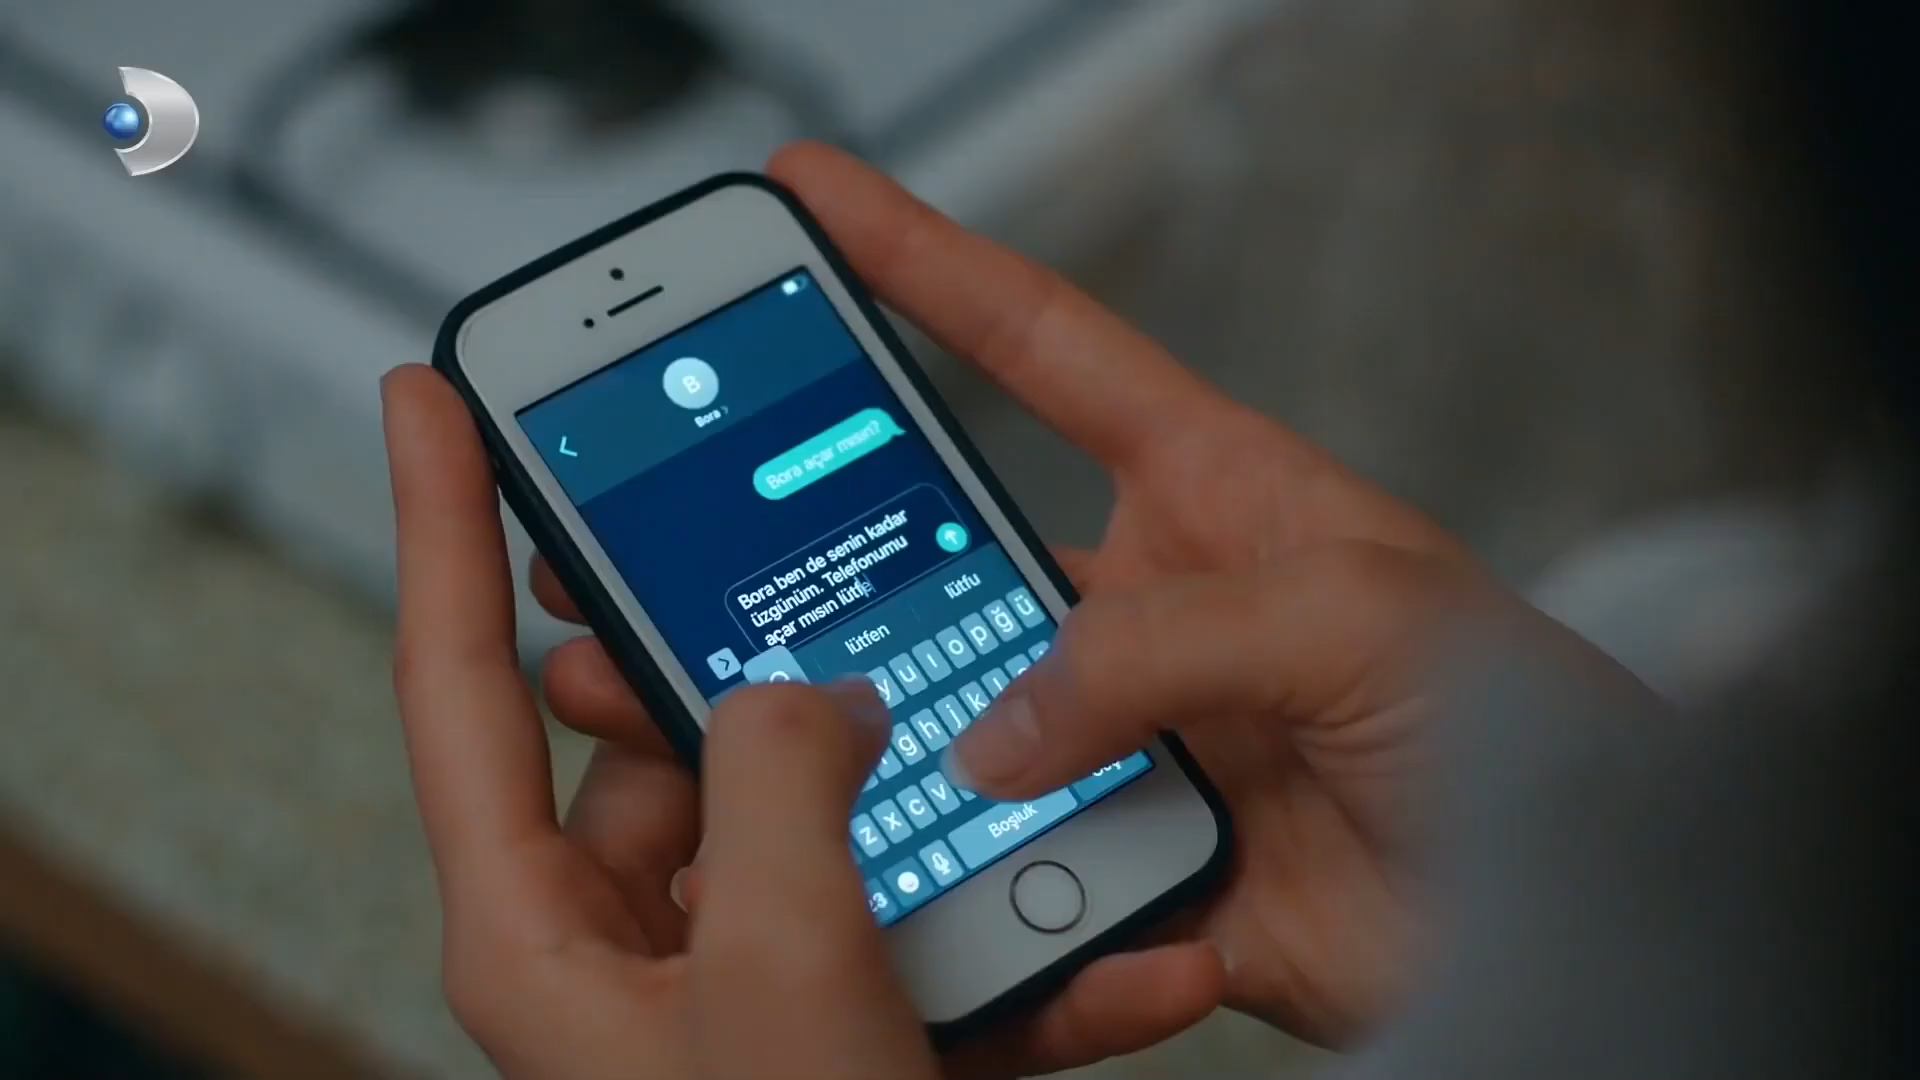 B
Bora
Bora açar mısın?
Bora ben de senin kadar
üzgünüm. Telefonumu
açar mısın lütfe
lütfen lütfu
y u ı o p ğ ü
g h j k l
z x c v
Boşluk